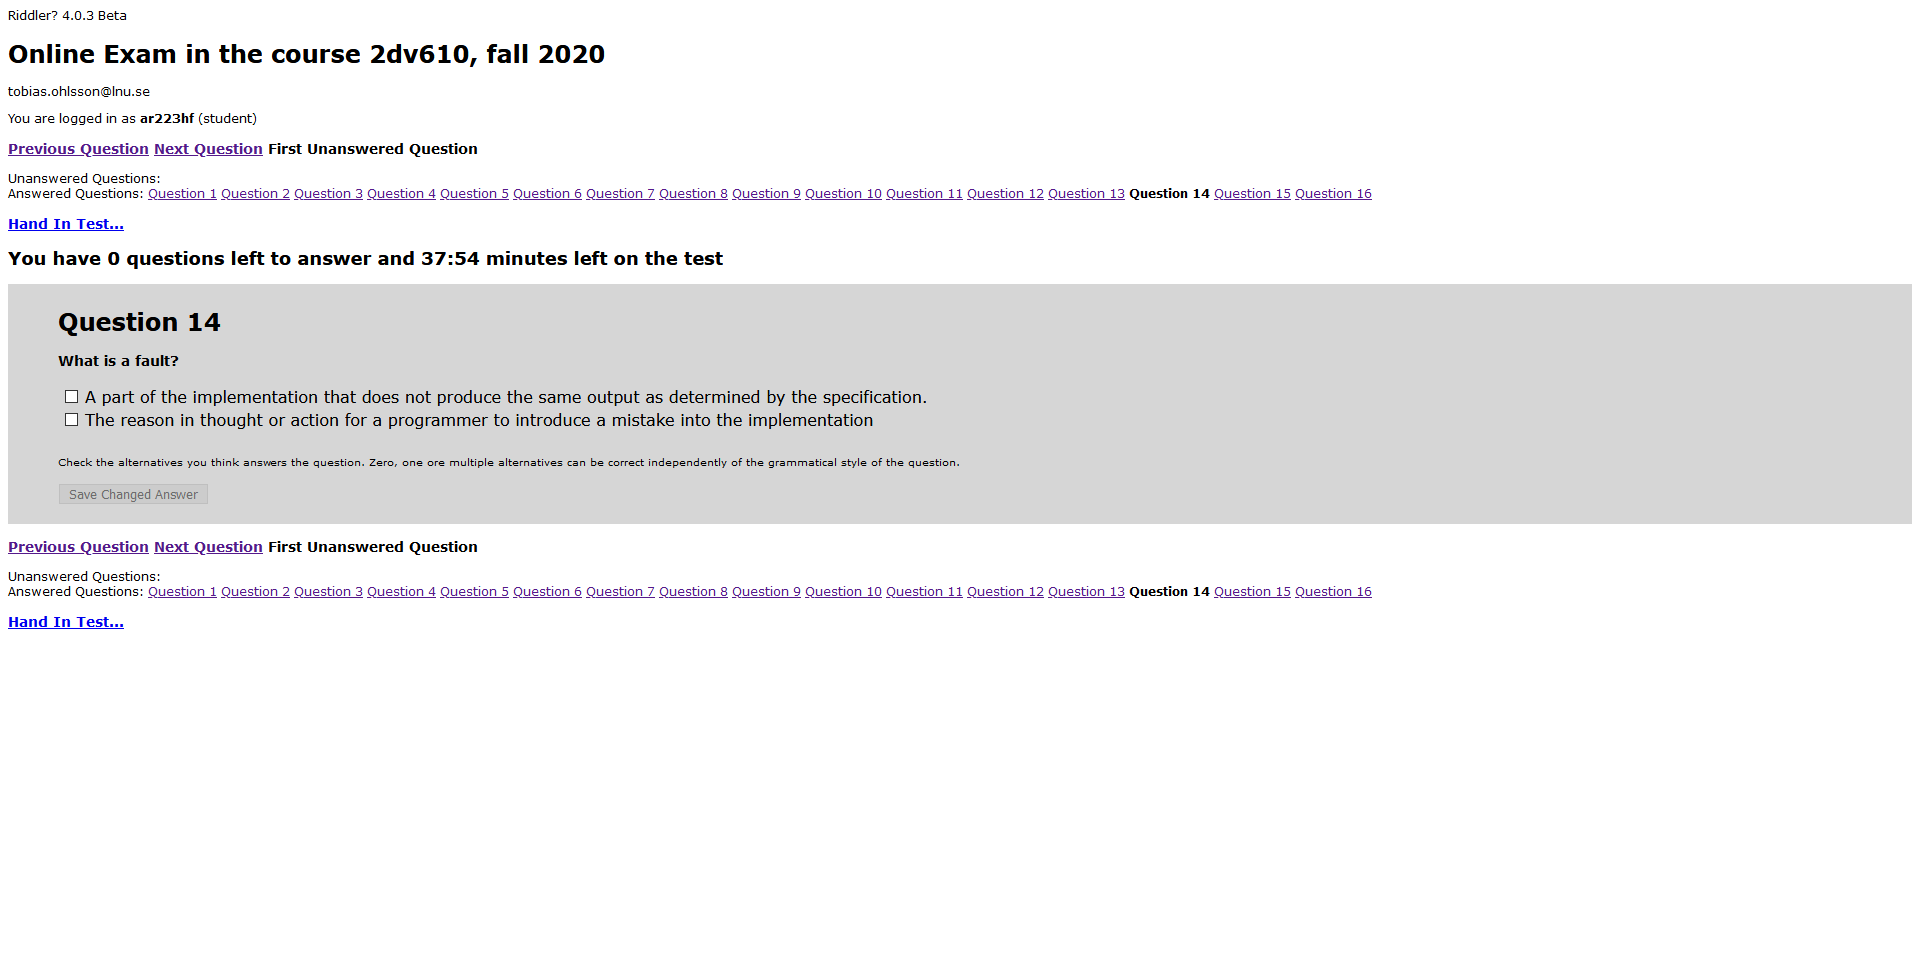 Riddler? 4.0.3 Beta
Online Exam in the course 2dv610, fall 2020
tobias.ohlsson@lnu.se
You are logged in as ar223hf (student)
Previous Question Next Question First Unanswered Question
Unanswered Questions:
Answered Questions: Question 1 Question 2 Question 3 Question 4 Question 5 Question 6 Question 7 Question 8 Question 9 Question 10 Question 11 Question 12 Question 13 Question 14 Question 15 Question 16
Hand In Test...
You have 0 questions left to answer and 37:54 minutes left on the test
Question 14
What is a fault?
A part of the implementation that does not produce the same output as determined by the specification.
The reason in thought or action for a programmer to introduce a mistake into the implementation
Check the alternatives you think answers the question. Zero, one ore multiple alternatives can be correct independently of the grammatical style of the question.
Save Changed Answer
Previous Question Next Question First Unanswered Question
Unanswered Questions:
Answered Questions: Question 1 Question 2 Question 3 Question 4 Question 5 Question 6 Question 7 Question 8 Question 9 Question 10 Question 11 Question 12 Question 13 Question 14 Question 15 Question 16
Hand In Test...